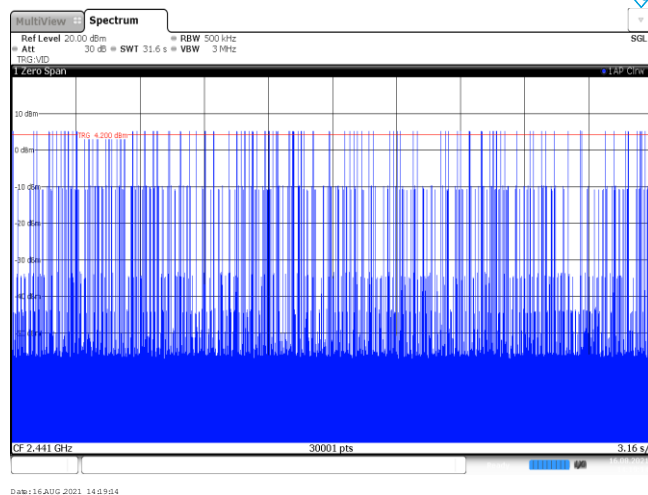 MultiView Spectrum
Ref Level 20.00 dBm RBW 500 kHz SGL
Att 30 dB SWT 31.6 s VBW 3 MHz
TRG:VID
1 Zero Span 1AP Clrw
10 dBm
TRG 4.200 dBm
0 dBm
-10 dBm
-20 dBm
-30 dBm
-40 dBm
CF 2.441 GHz 30001 pts 3.16 s/
Date:16.AUG.2021 14:19:14